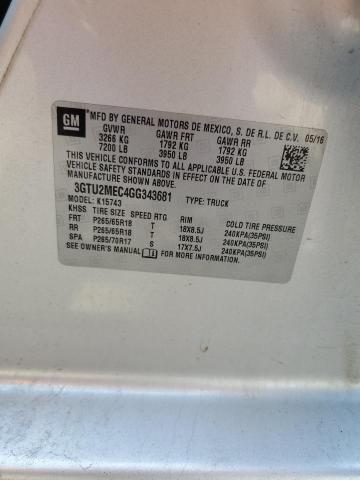 GM
MFD BY GENERAL MOTORS DE MEXICO, S. DE R.L. DE C.V. 05/16
GVWR GAWR FRT GAWR RR
3266 KG 1792 KG 1792 KG
7200 LB 3950 LB 3950 LB
THIS VEHICLE CONFORMS TO ALL APPLICABLE U.S. FEDERAL MOTOR
VEHICLE SAFETY STANDARDS IN EFFECT ON THE DATE OF
MANUFACTURE SHOWN ABOVE.
3GTU2MEC4GG343681 TYPE: TRUCK
MODEL: K15743
KHSS TIRE SIZE SPEED RTG RIM COLD TIRE PRESSURE
FRT P265/65R18 T 18X8.5J 240KPA(35PSI)
RR P265/65R18 T 18X8.5J 240KPA(35PSI)
SPA P265/70R17 S 17X7.5J 240KPA(35PSI)
SEE OWNER'S MANUAL FOR MORE INFORMATION.